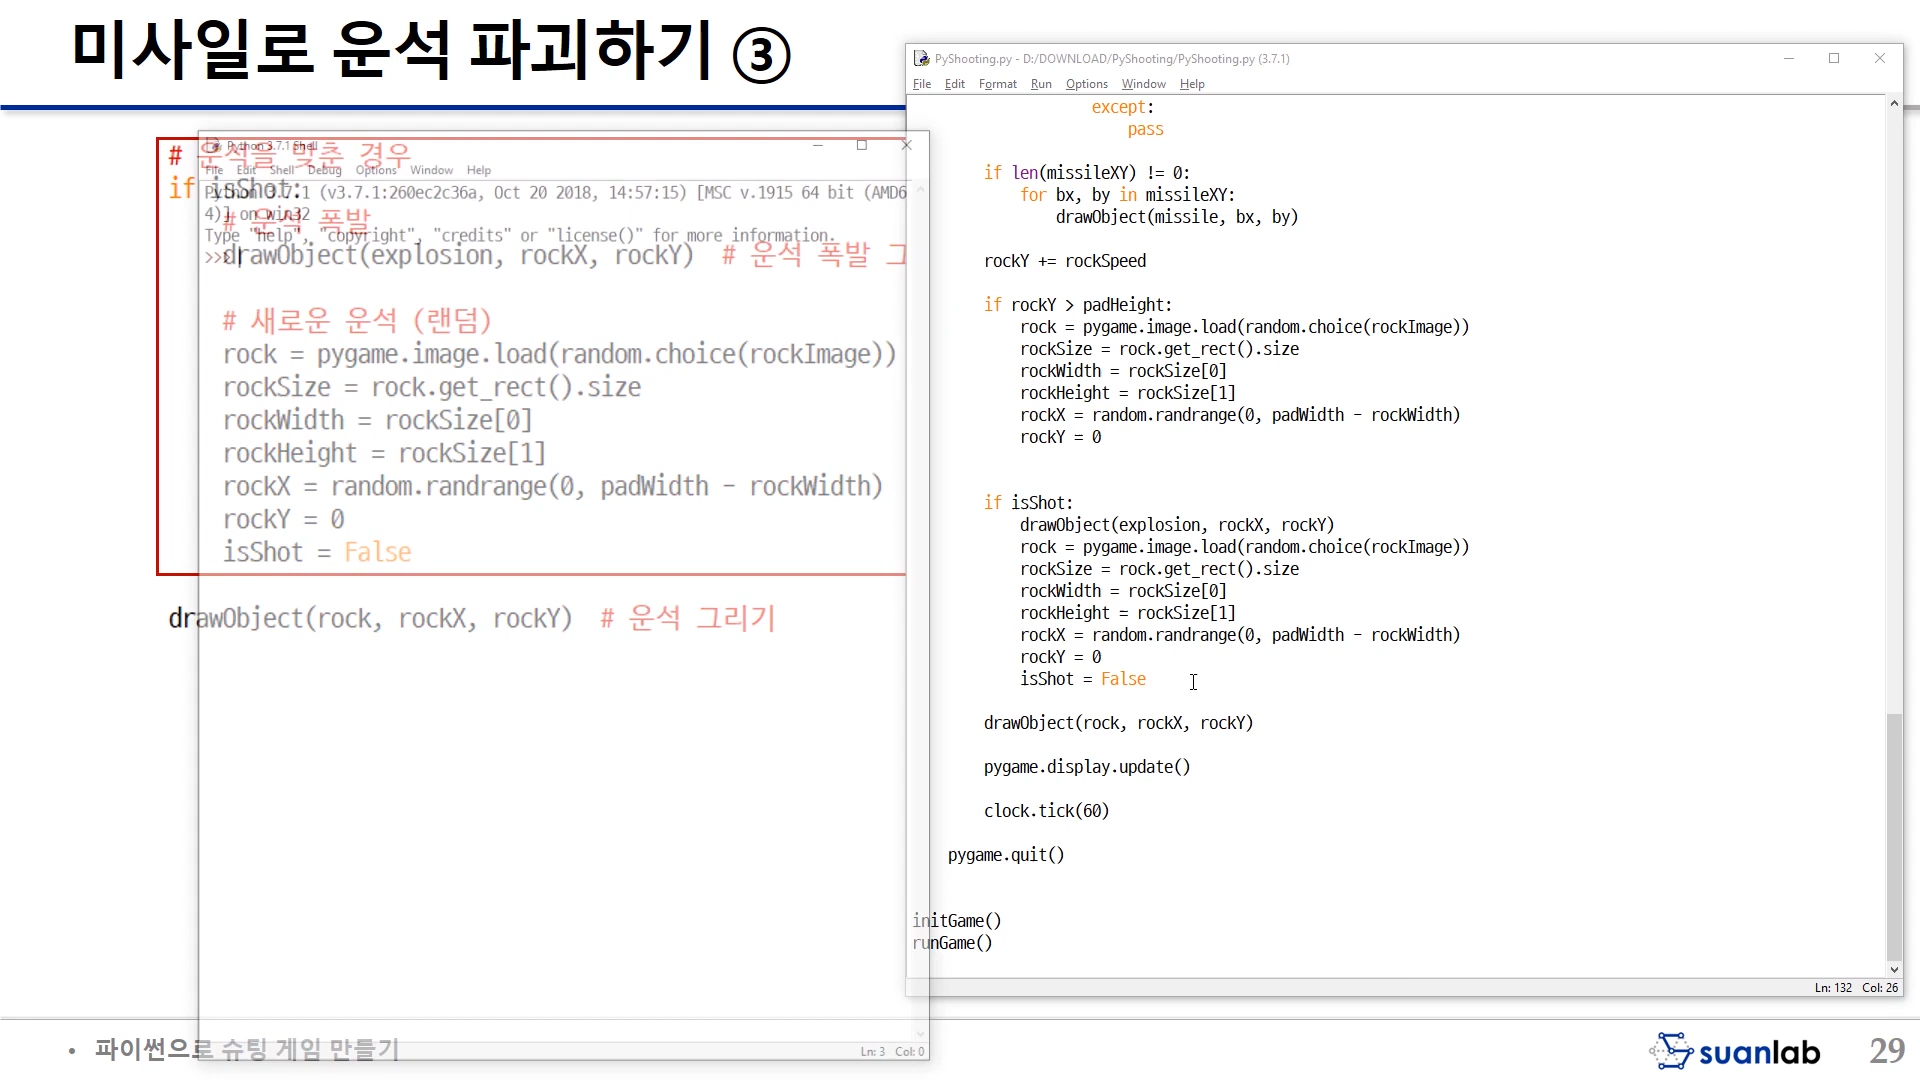 미사일로 운석 파괴하기 ③
# 운석을 맞춘 경우
if isShot:
# 운석 폭발
drawObject(explosion, rockX, rockY)  # 운석 폭발 그
# 새로운 운석 (랜덤)
rock = pygame.image.load(random.choice(rockImage))
rockSize = rock.get_rect().size
rockWidth = rockSize[0]
rockHeight = rockSize[1]
rockX = random.randrange(0, padWidth - rockWidth)
rockY = 0
isShot = False
drawObject(rock, rockX, rockY)  # 운석 그리기
Python 3.7.1 Shell
File Edit Shell Debug Options Window Help
Python 3.7.1 (v3.7.1:260ec2c36a, Oct 20 2018, 14:57:15) [MSC v.1915 64 bit (AMD6
4)] on win32
Type "help", "copyright", "credits" or "license()" for more information.
>>>
Ln: 3 Col: 0
PyShooting.py - D:/DOWNLOAD/PyShooting/PyShooting.py (3.7.1)
File Edit Format Run Options Window Help
except:
pass
if len(missileXY) != 0:
for bx, by in missileXY:
drawObject(missile, bx, by)
rockY += rockSpeed
if rockY > padHeight:
rock = pygame.image.load(random.choice(rockImage))
rockSize = rock.get_rect().size
rockWidth = rockSize[0]
rockHeight = rockSize[1]
rockX = random.randrange(0, padWidth - rockWidth)
rockY = 0
if isShot:
drawObject(explosion, rockX, rockY)
rock = pygame.image.load(random.choice(rockImage))
rockSize = rock.get_rect().size
rockWidth = rockSize[0]
rockHeight = rockSize[1]
rockX = random.randrange(0, padWidth - rockWidth)
rockY = 0
isShot = False
drawObject(rock, rockX, rockY)
pygame.display.update()
clock.tick(60)
pygame.quit()
initGame()
runGame()
Ln: 132 Col: 26
• 파이썬으로 슈팅 게임 만들기
suanlab
29